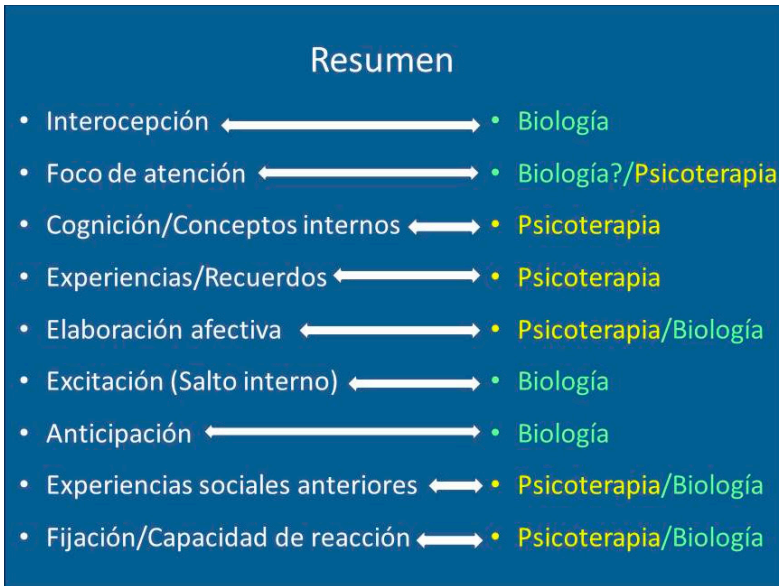 Resumen
• Interocepción ⟷ • Biología
• Foco de atención ⟷ • Biología?/Psicoterapia
• Cognición/Conceptos internos ⟷ • Psicoterapia
• Experiencias/Recuerdos ⟷ • Psicoterapia
• Elaboración afectiva ⟷ • Psicoterapia/Biología
• Excitación (Salto interno) ⟷ • Biología
• Anticipación ⟷ • Biología
• Experiencias sociales anteriores ⟷ • Psicoterapia/Biología
• Fijación/Capacidad de reacción ⟷ • Psicoterapia/Biología